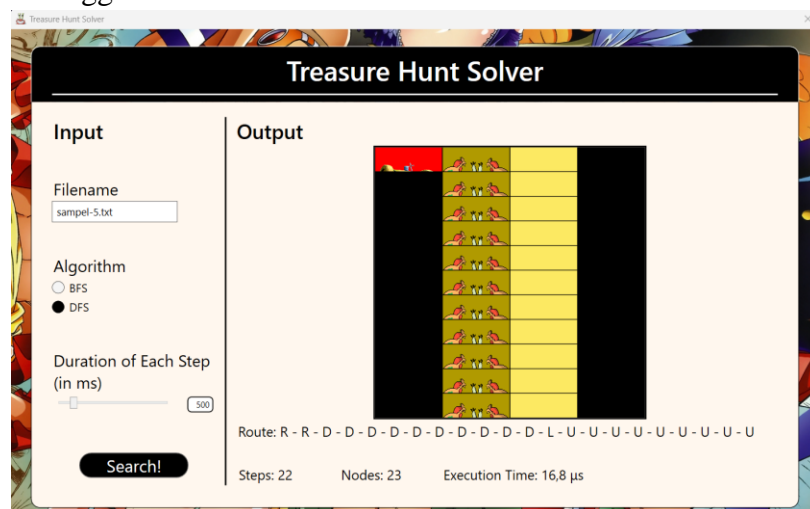 Treasure Hunt Solver
Treasure Hunt Solver
Input
Output
Filename
sampel-5.txt
Algorithm
BFS
DFS
Duration of Each Step
(in ms)
500
Search!
Route: R - R - D - D - D - D - D - D - D - D - D - D - L - U - U - U - U - U - U - U - U - U
Steps: 22
Nodes: 23
Execution Time: 16,8 µs